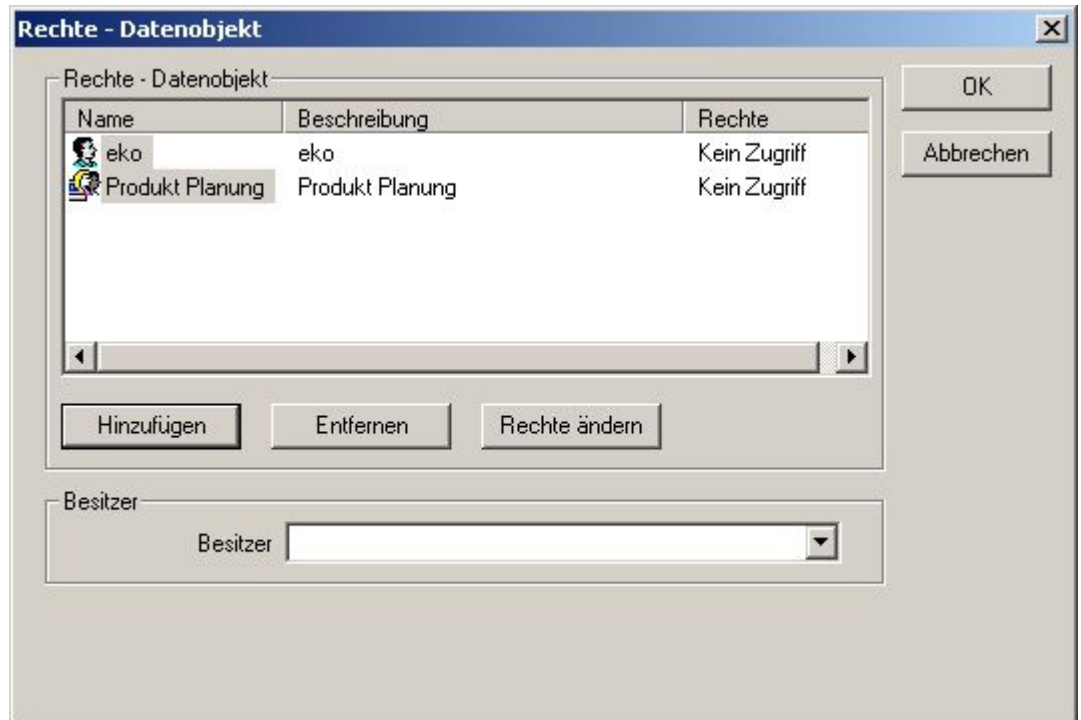 Rechte - Datenobjekt
Rechte - Datenobjekt
OK
Name Beschreibung Rechte
eko eko Kein Zugriff
Abbrechen
Produkt Planung Produkt Planung Kein Zugriff
Hinzufügen Entfernen Rechte ändern
Besitzer
Besitzer